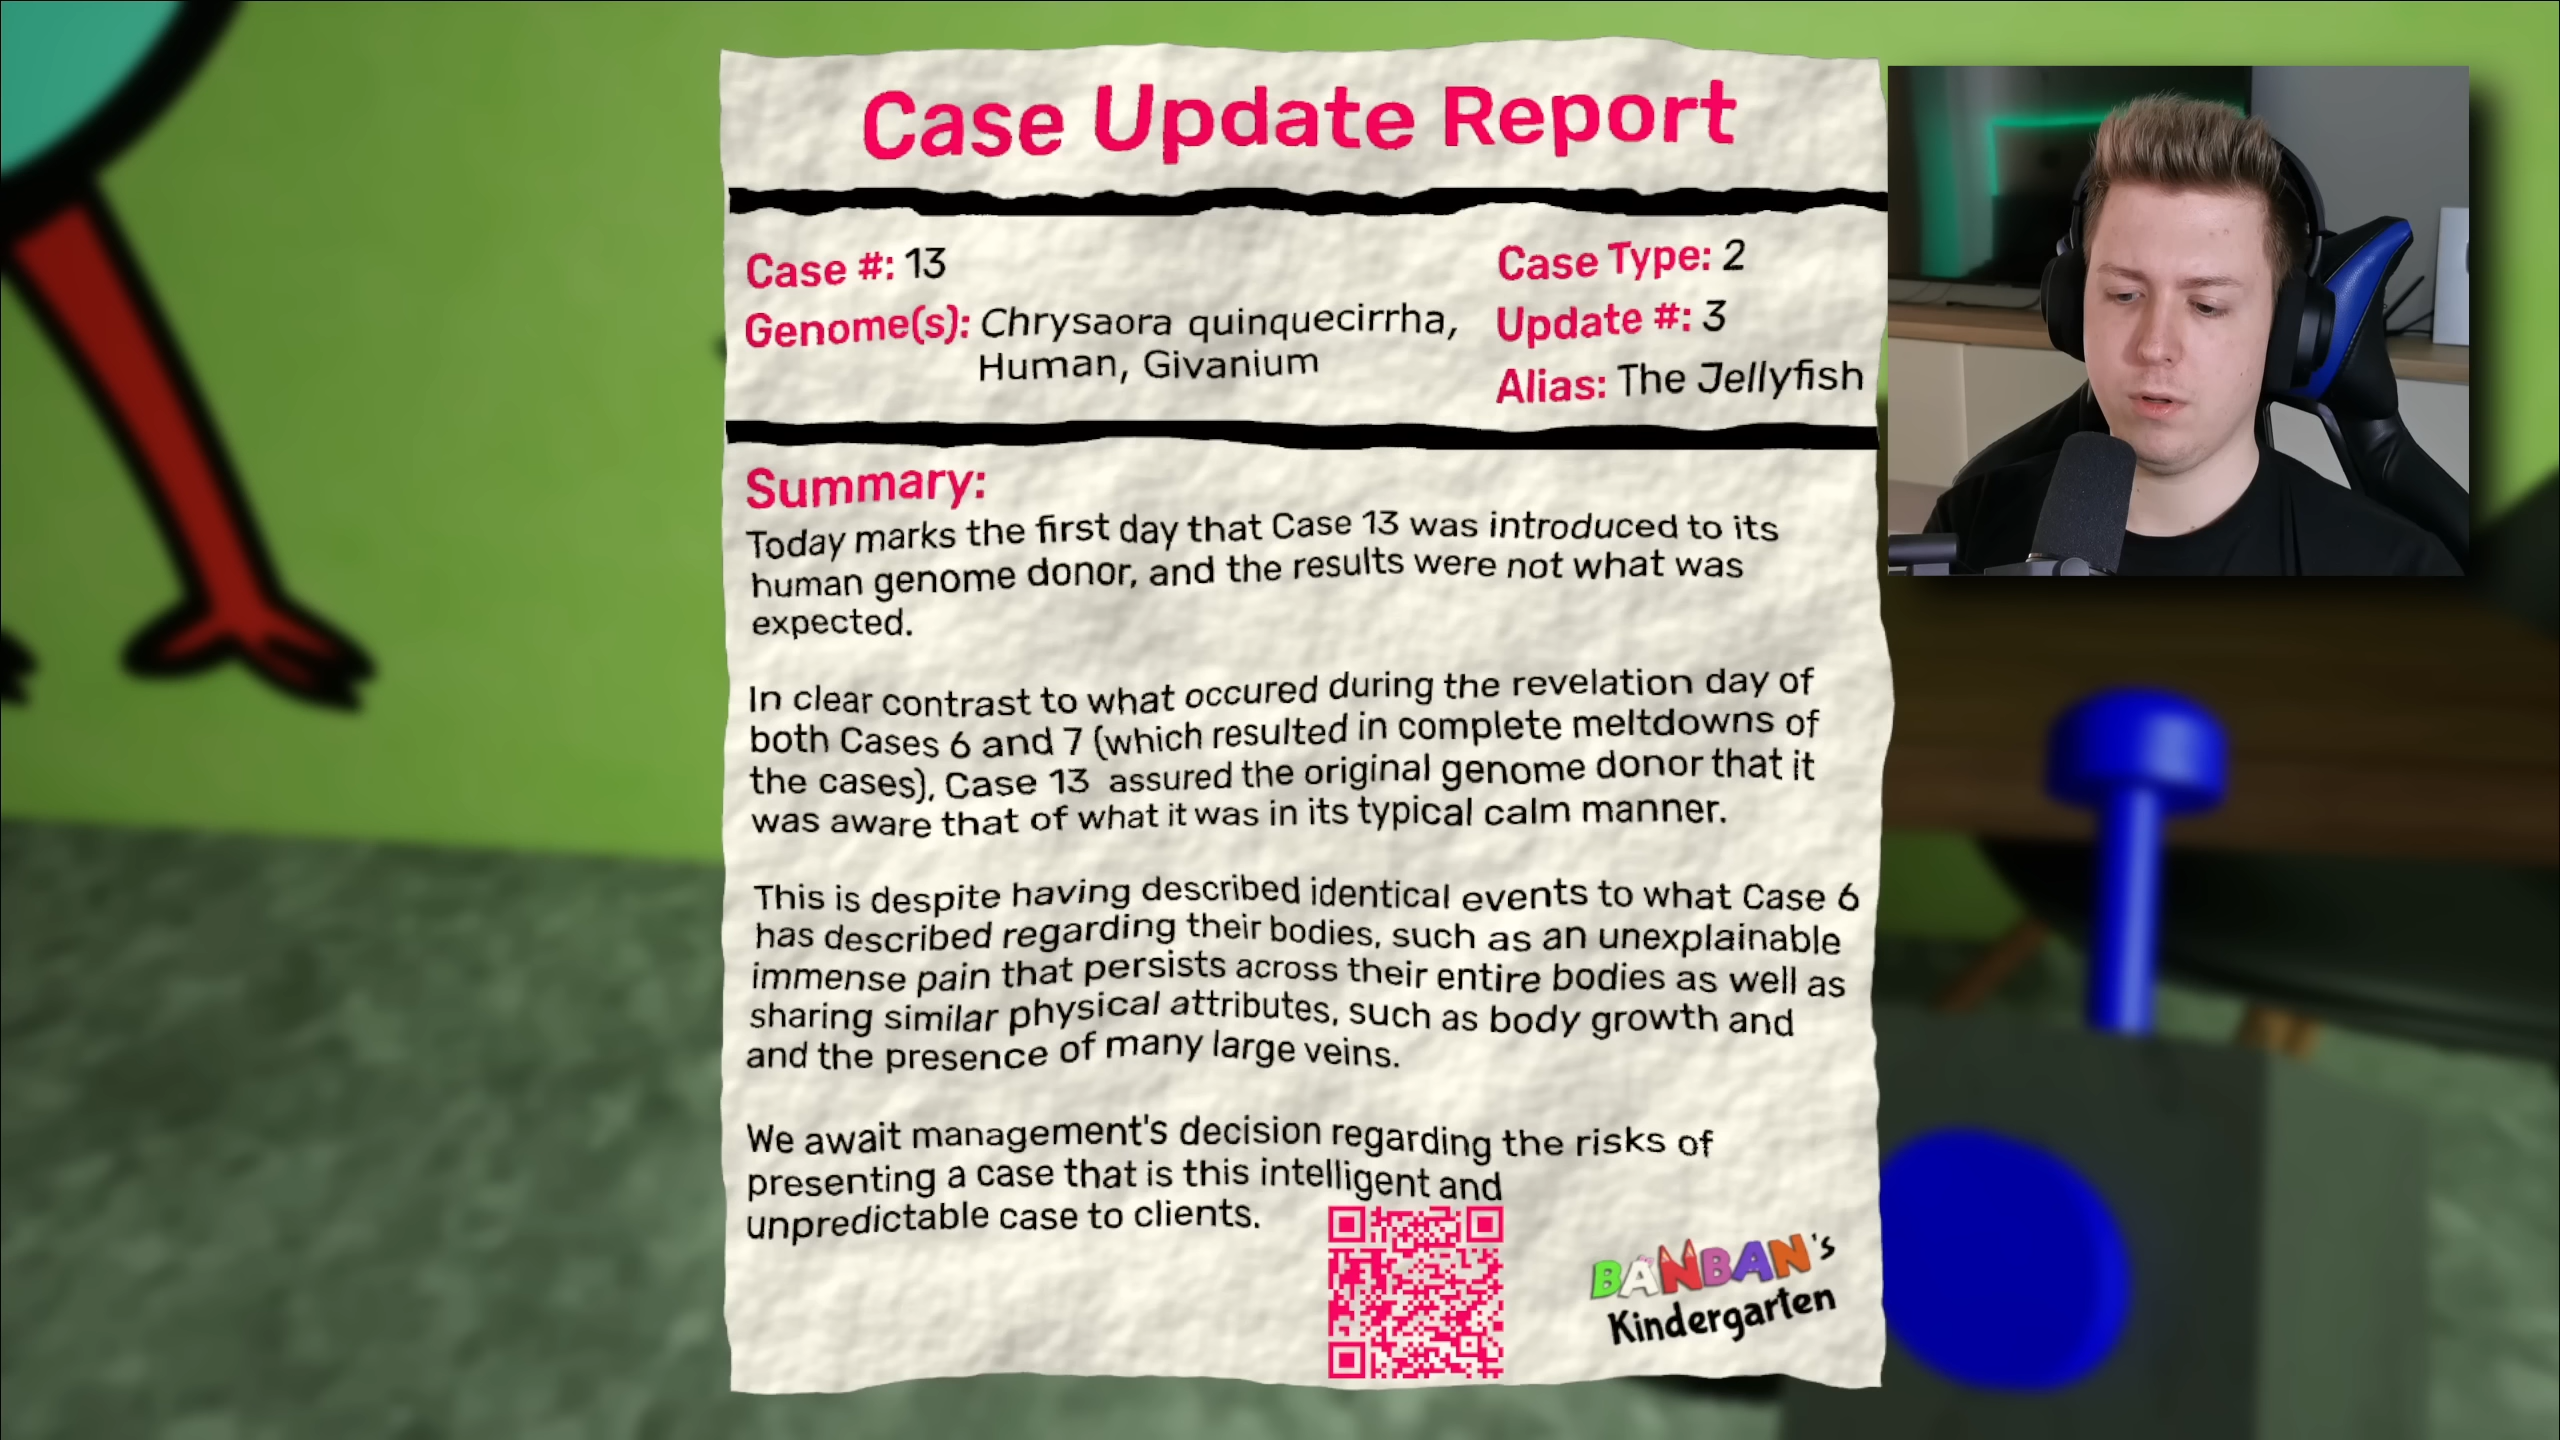 Case Update Report
Case #: 13
Genome(s): Chrysaora quinquecirrha,
Human, Givanium
Case Type: 2
Update #: 3
Alias: The Jellyfish
Summary:
Today marks the first day that Case 13 was introduced to its
human genome donor, and the results were not what was
expected.
In clear contrast to what occured during the revelation day of
both Cases 6 and 7 (which resulted in complete meltdowns of
the cases), Case 13 assured the original genome donor that it
was aware that of what it was in its typical calm manner.
This is despite having described identical events to what Case 6
has described regarding their bodies, such as an unexplainable
immense pain that persists across their entire bodies as well as
sharing similar physical attributes, such as body growth and
and the presence of many large veins.
We await management's decision regarding the risks of
presenting a case that is this intelligent and
unpredictable case to clients.
BANBAN's
Kindergarten